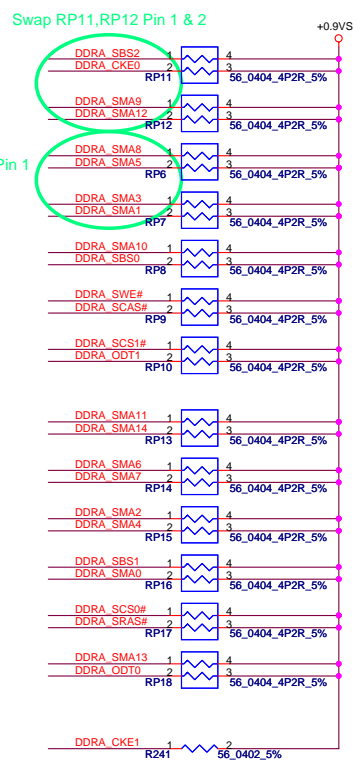 Swap RP11,RP12 Pin 1 & 2
+0.9VS
DDRA_SBS2 1 4
DDRA_CKE0 2 3
RP11 56_0404_4P2R_5%
DDRA_SMA9 1 4
DDRA_SMA12 2 3
RP12 56_0404_4P2R_5%
DDRA_SMA8 1 4
Pin 1
DDRA_SMA5 2 3
RP6 56_0404_4P2R_5%
DDRA_SMA3 1 4
DDRA_SMA1 2 3
RP7 56_0404_4P2R_5%
DDRA_SMA10 1 4
DDRA_SBS0 2 3
RP8 56_0404_4P2R_5%
DDRA_SWE# 1 4
DDRA_SCAS# 2 3
RP9 56_0404_4P2R_5%
DDRA_SCS1# 1 4
DDRA_ODT1 2 3
RP10 56_0404_4P2R_5%
DDRA_SMA11 1 4
DDRA_SMA14 2 3
RP13 56_0404_4P2R_5%
DDRA_SMA6 1 4
DDRA_SMA7 2 3
RP14 56_0404_4P2R_5%
DDRA_SMA2 1 4
DDRA_SMA4 2 3
RP15 56_0404_4P2R_5%
DDRA_SBS1 1 4
DDRA_SMA0 2 3
RP16 56_0404_4P2R_5%
DDRA_SCS0# 1 4
DDRA_SRAS# 2 3
RP17 56_0404_4P2R_5%
DDRA_SMA13 1 4
DDRA_ODT0 2 3
RP18 56_0404_4P2R_5%
DDRA_CKE1 1 2
R241 56_0402_5%